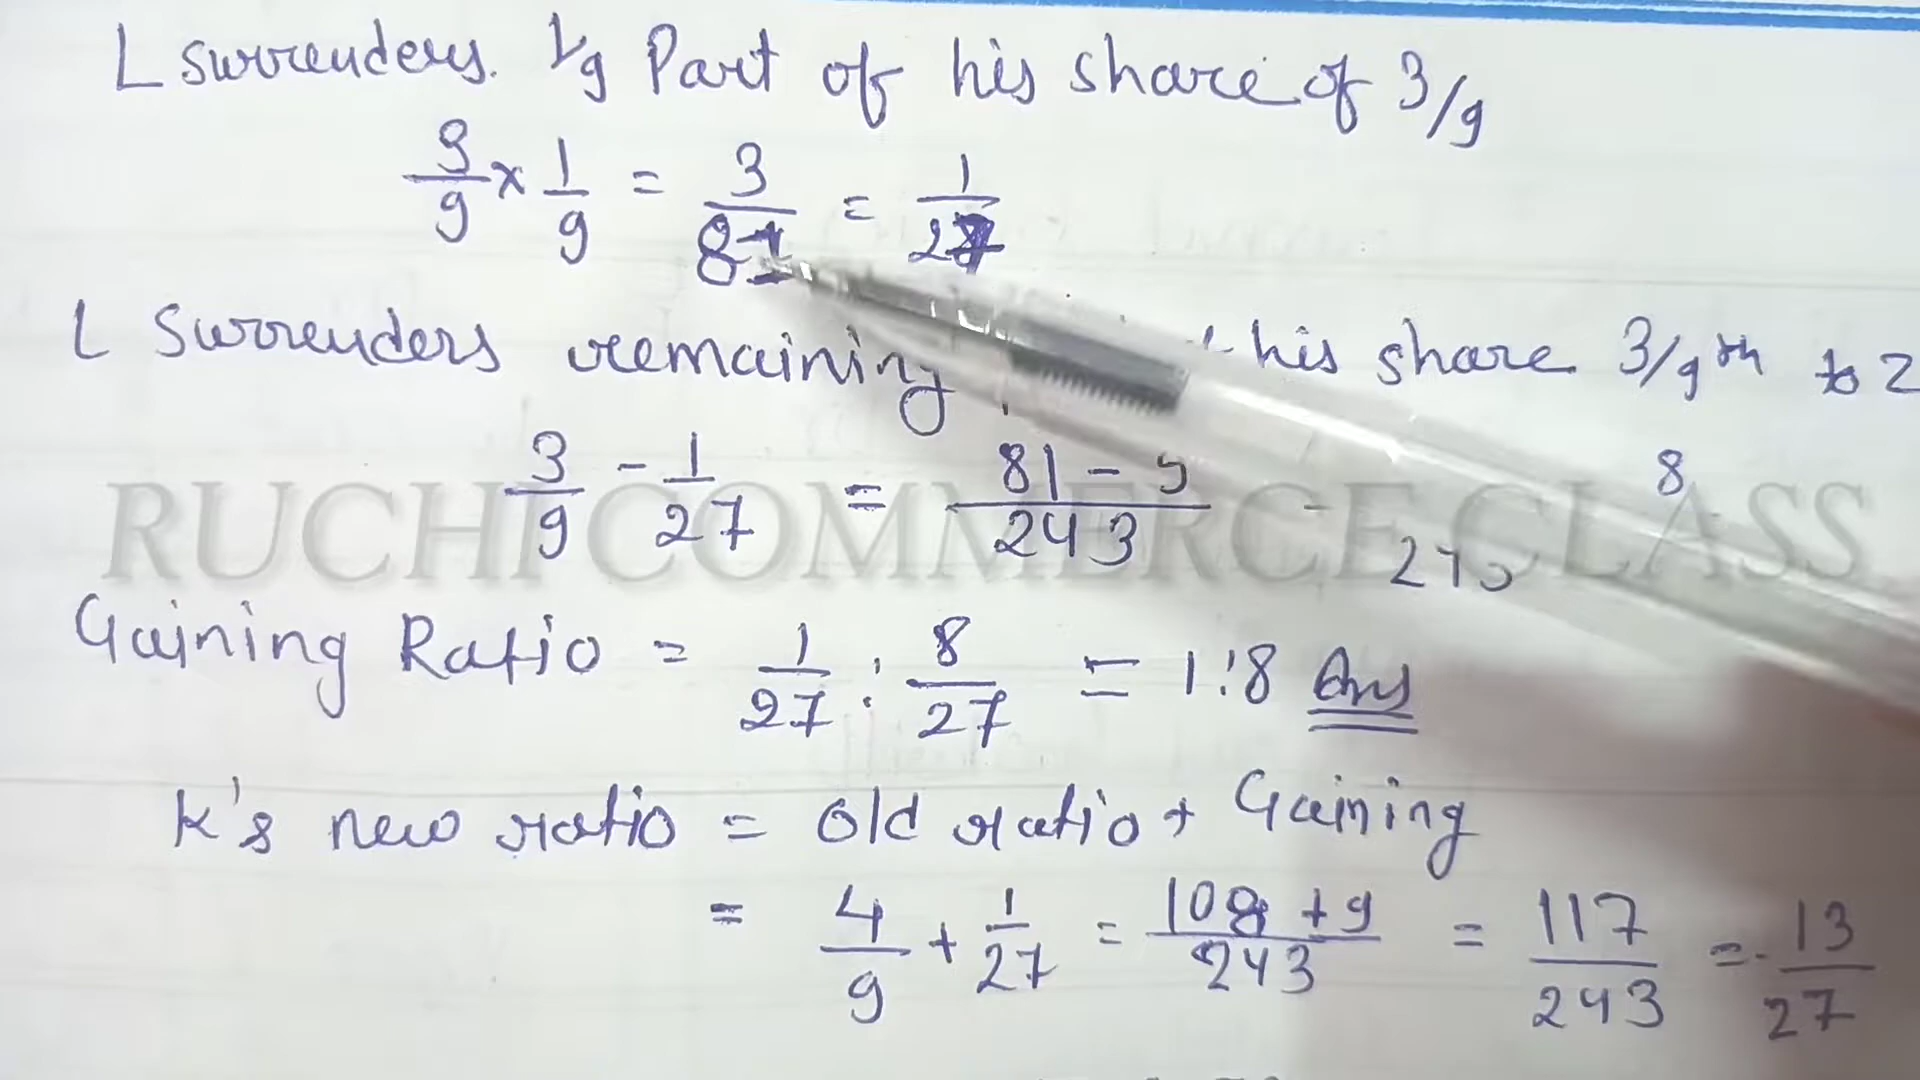 L surrenders. 1/9 Part of his share of 3/9
3/9 × 1/9 = 3/81 = 1/27
L surrenders remaining his share 3/9th to Z
3/9 - 1/27 = 81 - 9/243 8
RUCHI COMMERCE CLASS
Gaining Ratio = 1/27 : 8/27 = 1:8 Ans
K's new ratio = old ratio + Gaining
= 4/9 + 1/27 = 108 + 9/243 = 117/243 = 13/27